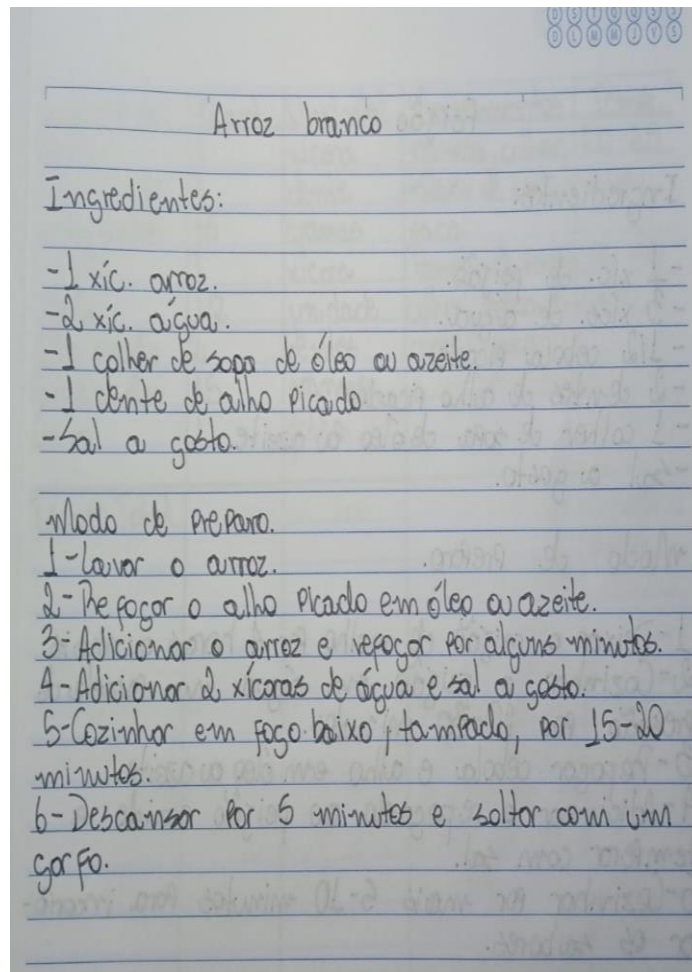 D S T Q Q S S
D L M M J V S
Arroz branco
Ingredientes:
-1 xíc. arroz.
-2 xíc. água.
-1 colher de sopa de óleo ou azeite.
-1 dente de alho picado
-Sal a gosto.
Modo de preparo.
1-Lavar o arroz.
2-Refogar o alho picado em óleo ou azeite.
3-Adicionar o arroz e refogar por alguns minutos.
4-Adicionar 2 xícaras de água e sal a gosto.
5-Cozinhar em fogo baixo, tampado, por 15-20
minutos.
6-Descansar por 5 minutos e soltar com um
garfo.